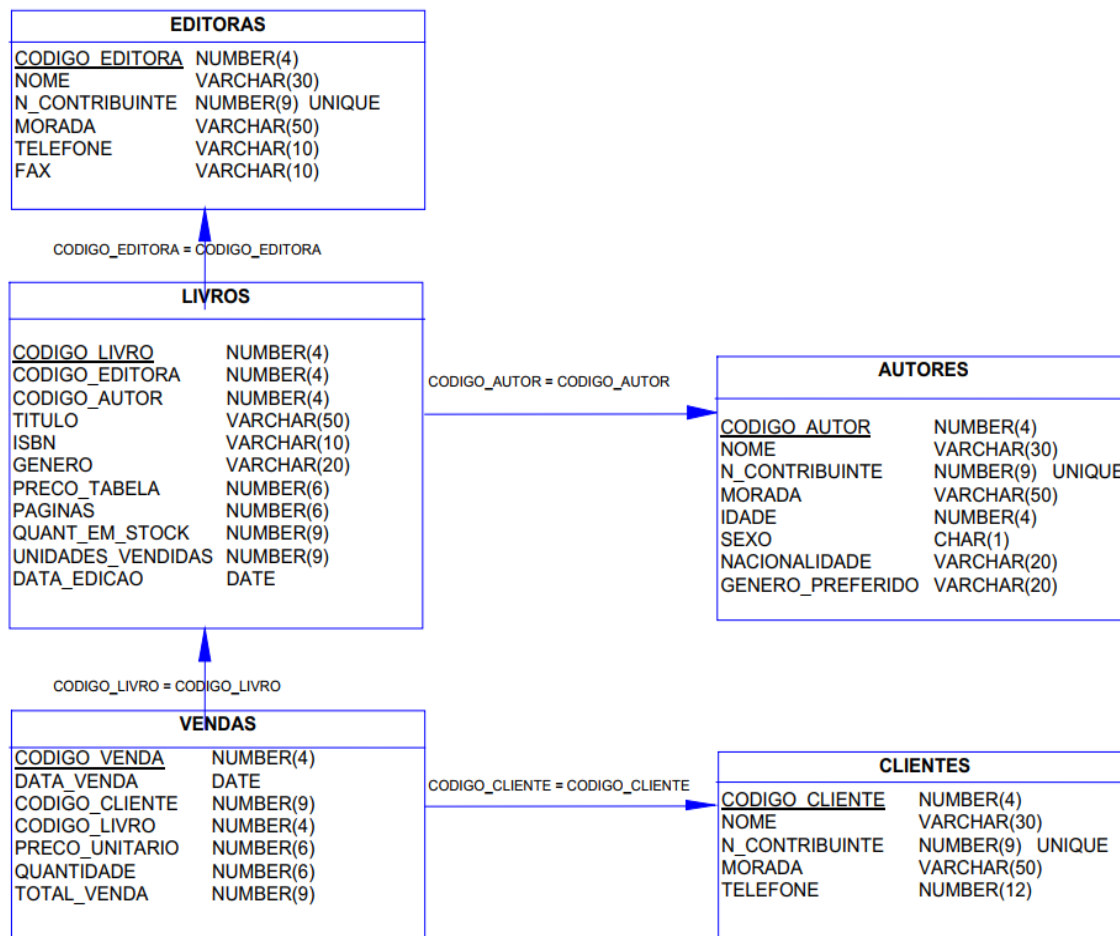 EDITORAS
CODIGO_EDITORA NUMBER(4)
NOME VARCHAR(30)
N_CONTRIBUINTE NUMBER(9) UNIQUE
MORADA VARCHAR(50)
TELEFONE VARCHAR(10)
FAX VARCHAR(10)
CODIGO_EDITORA = CODIGO_EDITORA
LIVROS
CODIGO_LIVRO NUMBER(4)
CODIGO_EDITORA NUMBER(4)
CODIGO_AUTOR NUMBER(4)
TITULO VARCHAR(50)
ISBN VARCHAR(10)
GENERO VARCHAR(20)
PRECO_TABELA NUMBER(6)
PAGINAS NUMBER(6)
QUANT_EM_STOCK NUMBER(9)
UNIDADES_VENDIDAS NUMBER(9)
DATA_EDICAO DATE
CODIGO_AUTOR = CODIGO_AUTOR
AUTORES
CODIGO_AUTOR NUMBER(4)
NOME VARCHAR(30)
N_CONTRIBUINTE NUMBER(9) UNIQUE
MORADA VARCHAR(50)
IDADE NUMBER(4)
SEXO CHAR(1)
NACIONALIDADE VARCHAR(20)
GENERO_PREFERIDO VARCHAR(20)
CODIGO_LIVRO = CODIGO_LIVRO
VENDAS
CODIGO_VENDA NUMBER(4)
DATA_VENDA DATE
CODIGO_CLIENTE NUMBER(9)
CODIGO_LIVRO NUMBER(4)
PRECO_UNITARIO NUMBER(6)
QUANTIDADE NUMBER(6)
TOTAL_VENDA NUMBER(9)
CODIGO_CLIENTE = CODIGO_CLIENTE
CLIENTES
CODIGO_CLIENTE NUMBER(4)
NOME VARCHAR(30)
N_CONTRIBUINTE NUMBER(9) UNIQUE
MORADA VARCHAR(50)
TELEFONE NUMBER(12)